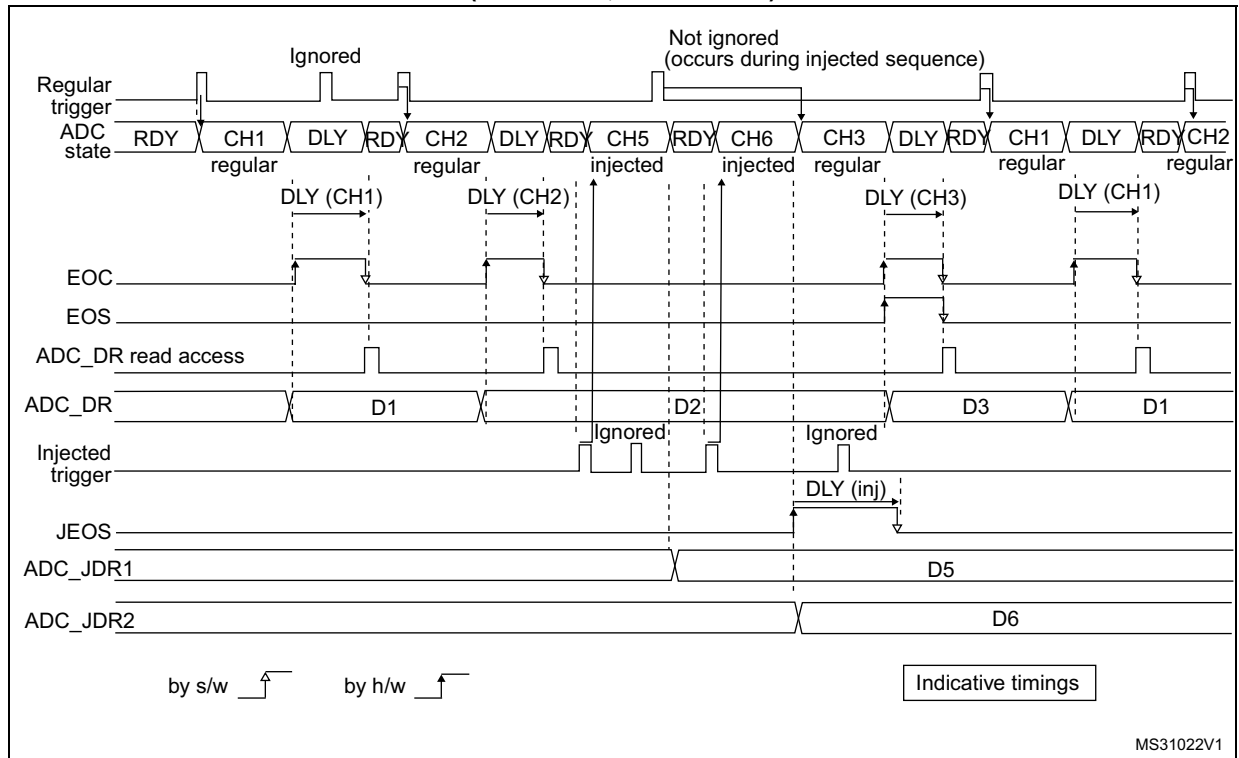 Ignored
Not ignored
(occurs during injected sequence)
Regular
trigger
ADC
state
RDY CH1 DLY RDY CH2 DLY RDY CH5 RDY CH6 CH3 DLY RDY CH1 DLY RDY CH2
regular regular injected injected regular regular regular
DLY (CH1) DLY (CH2) DLY (CH3) DLY (CH1)
EOC
EOS
ADC_DR read access
ADC_DR D1 D2 D3 D1
Ignored Ignored
Injected
trigger
DLY (inj)
JEOS
ADC_JDR1 D5
ADC_JDR2 D6
by s/w by h/w Indicative timings
MS31022V1